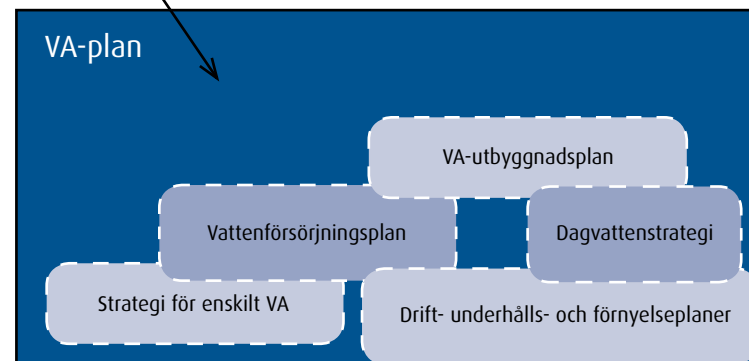 VA-plan
VA-utbyggnadsplan
Vattenförsörjningsplan
Dagvattenstrategi
Strategi för enskilt VA
Drift- underhålls- och förnyelseplaner